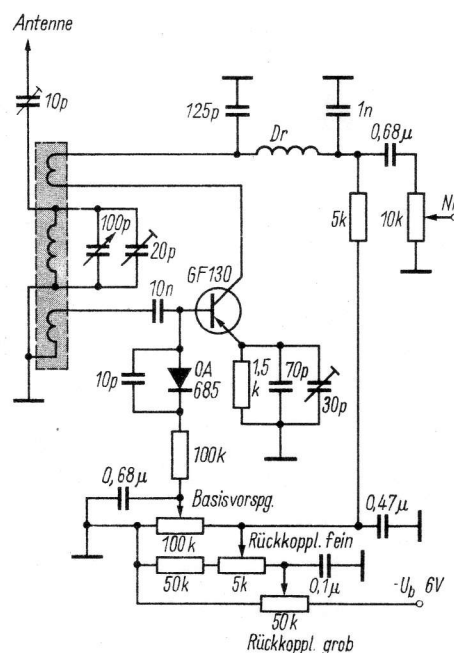 Antenne
10p
125p
1n
Dr
0,68µ
5k
10k
100p
20p
GF130
10n
10p
0A
685
1,5
k
70p
30p
100k
0,68µ
Basisvorspg.
100k
Rückkoppl. fein
0,47µ
50k
5k
0,1µ
-Ub 6V
50k
Rückkoppl. grob